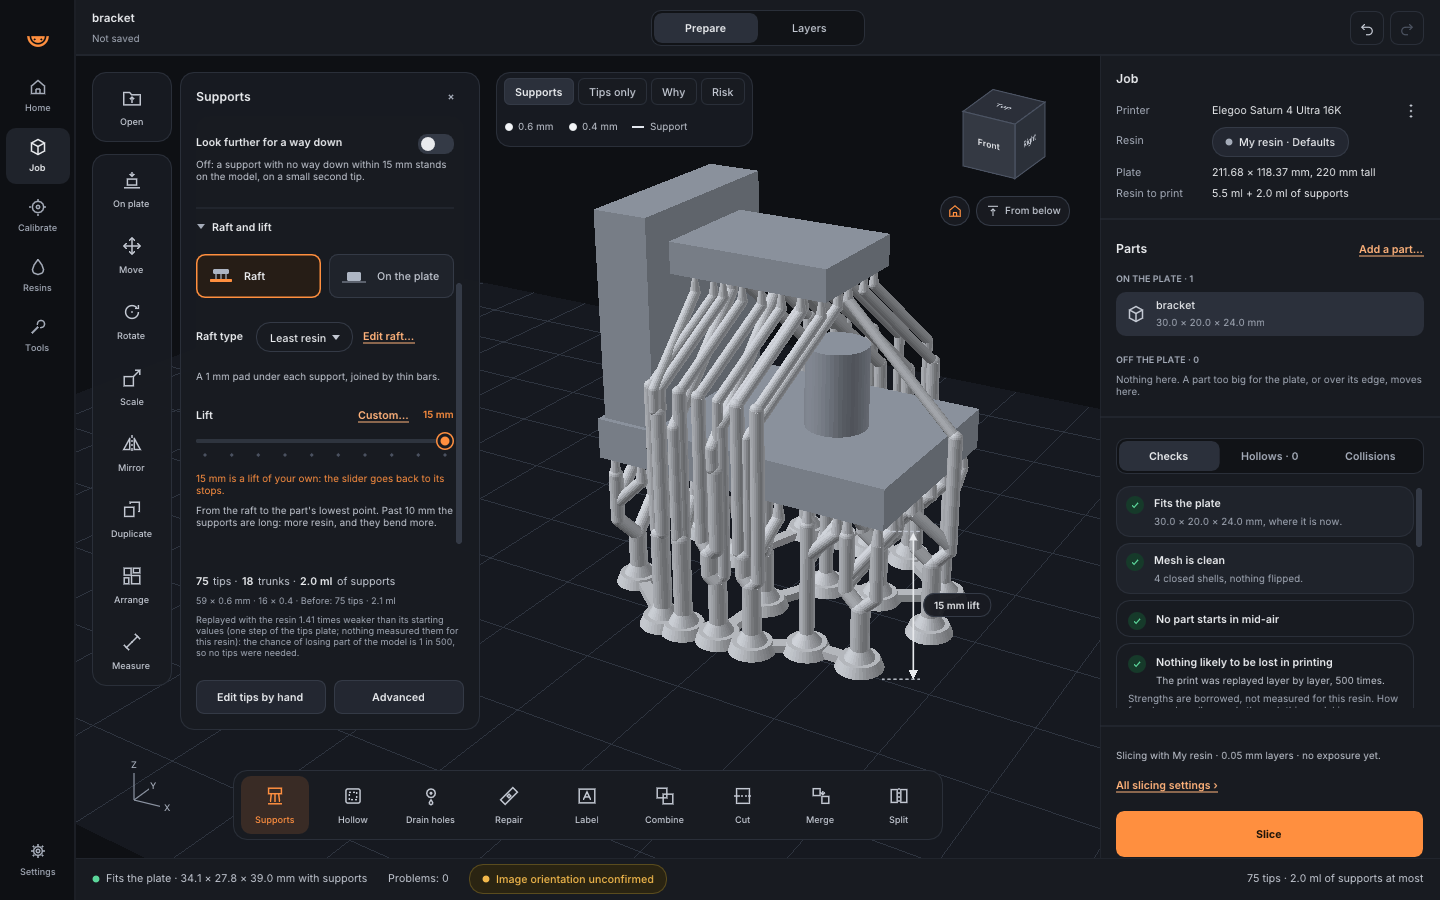 bracket
Not saved
Prepare
Layers
Home
Job
Calibrate
Resins
Tools
Settings
Open
On plate
Move
Rotate
Scale
Mirror
Duplicate
Arrange
Measure
Supports
×
Look further for a way down
Off: a support with no way down within 15 mm stands
on the model, on a small second tip.
Raft and lift
Raft
On the plate
Raft type
Least resin
Edit raft...
A 1 mm pad under each support, joined by thin bars.
Lift
Custom...
15 mm
15 mm is a lift of your own: the slider goes back to its
stops.
From the raft to the part's lowest point. Past 10 mm the
supports are long: more resin, and they bend more.
75 tips · 18 trunks · 2.0 ml of supports
59 × 0.6 mm · 16 × 0.4 · Before: 75 tips · 2.1 ml
Replayed with the resin 1.41 times weaker than its starting
values (one step of the tips plate; nothing measured them for
this resin): the chance of losing part of the model is 1 in 500,
so no tips were needed.
Edit tips by hand
Advanced
Supports
Tips only
Why
Risk
0.6 mm
0.4 mm
Support
Top
Front
Right
From below
15 mm lift
Z
Y
X
Supports
Hollow
Drain holes
Repair
Label
Combine
Cut
Merge
Split
Job
Printer
Elegoo Saturn 4 Ultra 16K
Resin
My resin · Defaults
Plate
211.68 × 118.37 mm, 220 mm tall
Resin to print
5.5 ml + 2.0 ml of supports
Parts
Add a part...
ON THE PLATE · 1
bracket
30.0 × 20.0 × 24.0 mm
OFF THE PLATE · 0
Nothing here. A part too big for the plate, or over its edge, moves
here.
Checks
Hollows · 0
Collisions
Fits the plate
30.0 × 20.0 × 24.0 mm, where it is now.
Mesh is clean
4 closed shells, nothing flipped.
No part starts in mid-air
Nothing likely to be lost in printing
The print was replayed layer by layer, 500 times.
Strengths are borrowed, not measured for this resin. How
Slicing with My resin · 0.05 mm layers · no exposure yet.
All slicing settings ›
Slice
Fits the plate · 34.1 × 27.8 × 39.0 mm with supports
Problems: 0
Image orientation unconfirmed
75 tips · 2.0 ml of supports at most